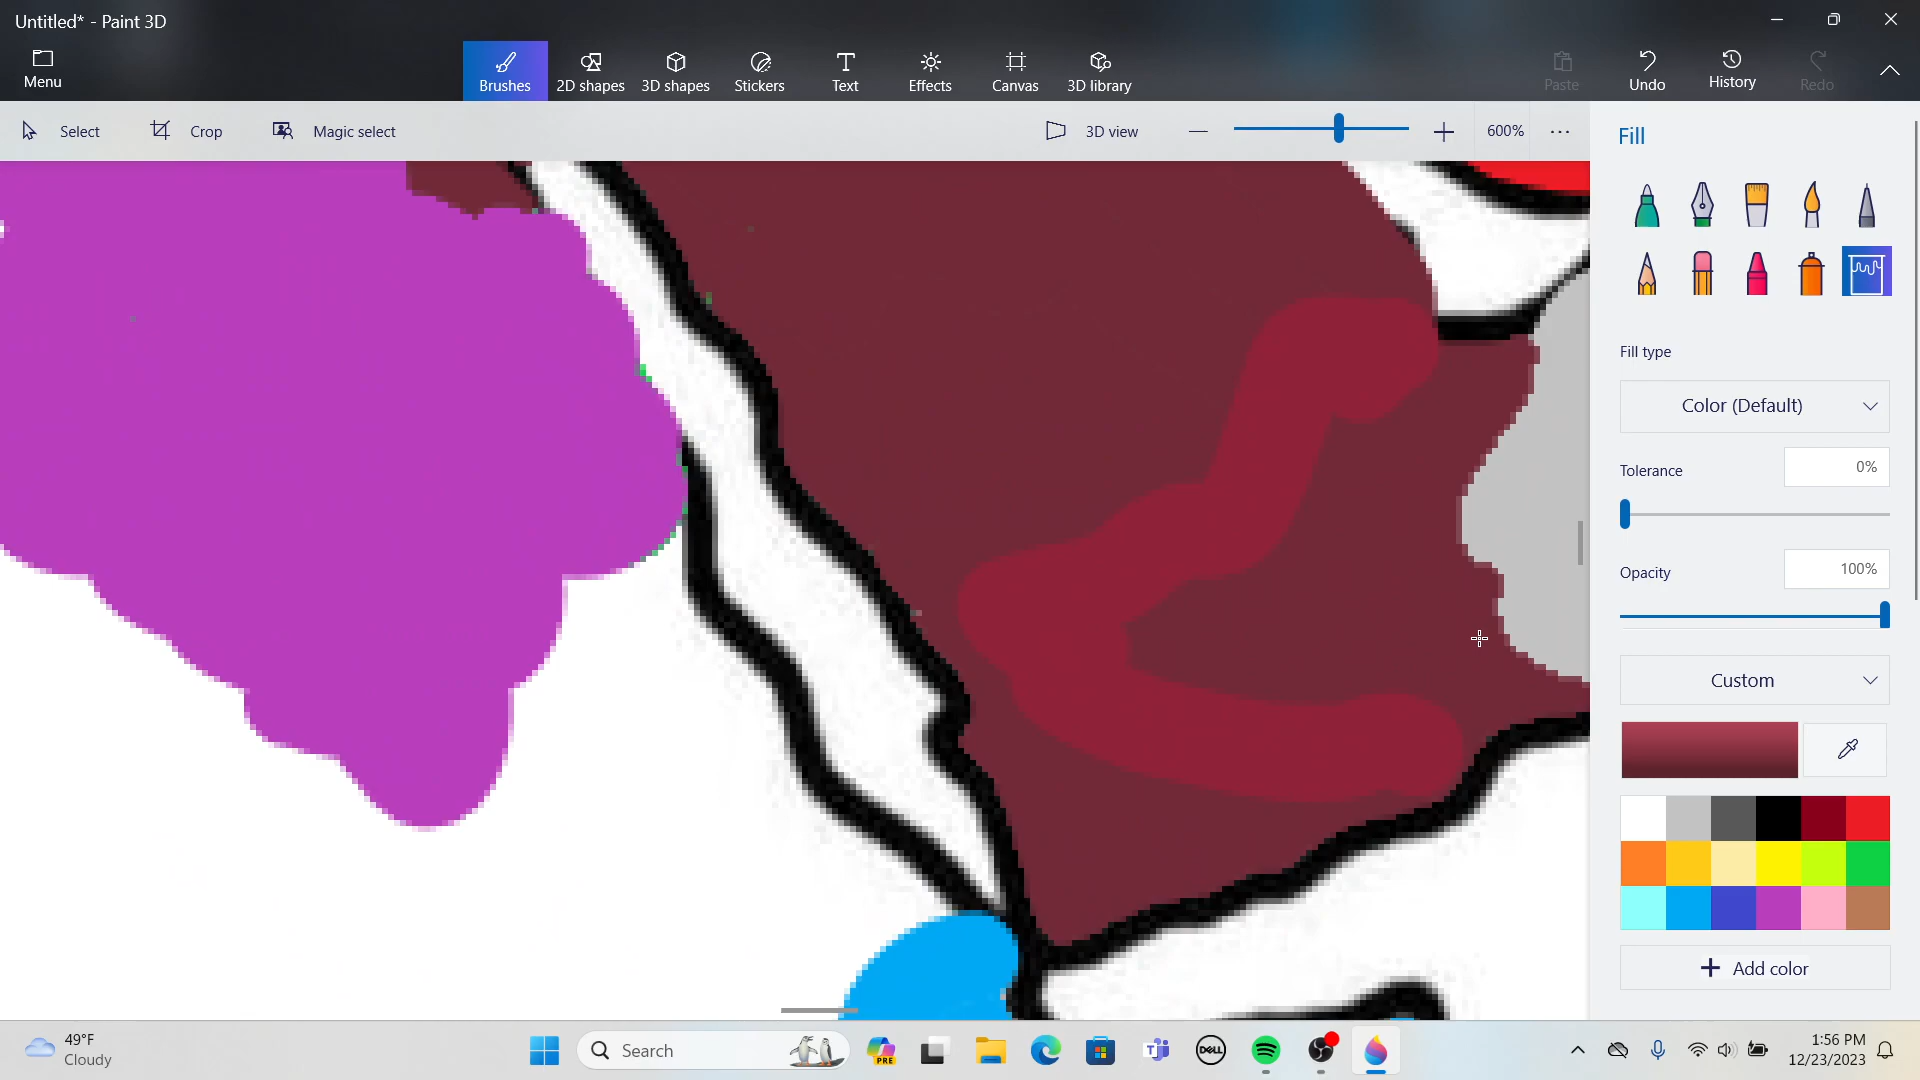 Untitled* - Paint 3D
Menu
Brushes 2D shapes 3D shapes Stickers Text Effects Canvas 3D library Paste Undo History Redo
Select Crop Magic select 3D view 600%
Fill
Fill type
Color (Default)
Tolerance 0%
Opacity 100%
Custom
Add color
49°F
Cloudy
Search
PRE
DELL
1:56 PM
12/23/2023